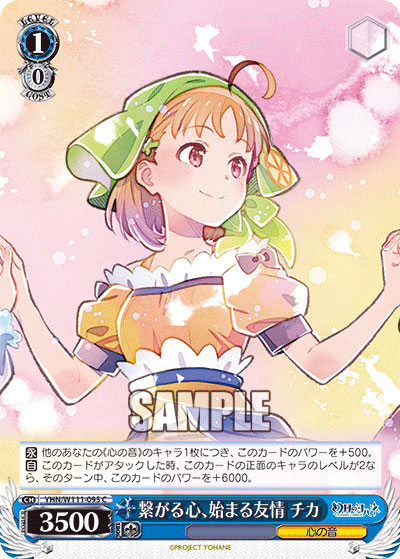 LEVEL
1
0
COST
SAMPLE
永 他のあなたの《心の音》のキャラ1枚につき、このカードのパワーを+500。
自 このカードがアタックした時、このカードの正面のキャラのレベルが2な
ら、そのターン中、このカードのパワーを+6000。
CH YHN/W111-095 C
繋がる心、始まる友情 チカ
POWER
3500
心の音
©PROJECT YOHANE